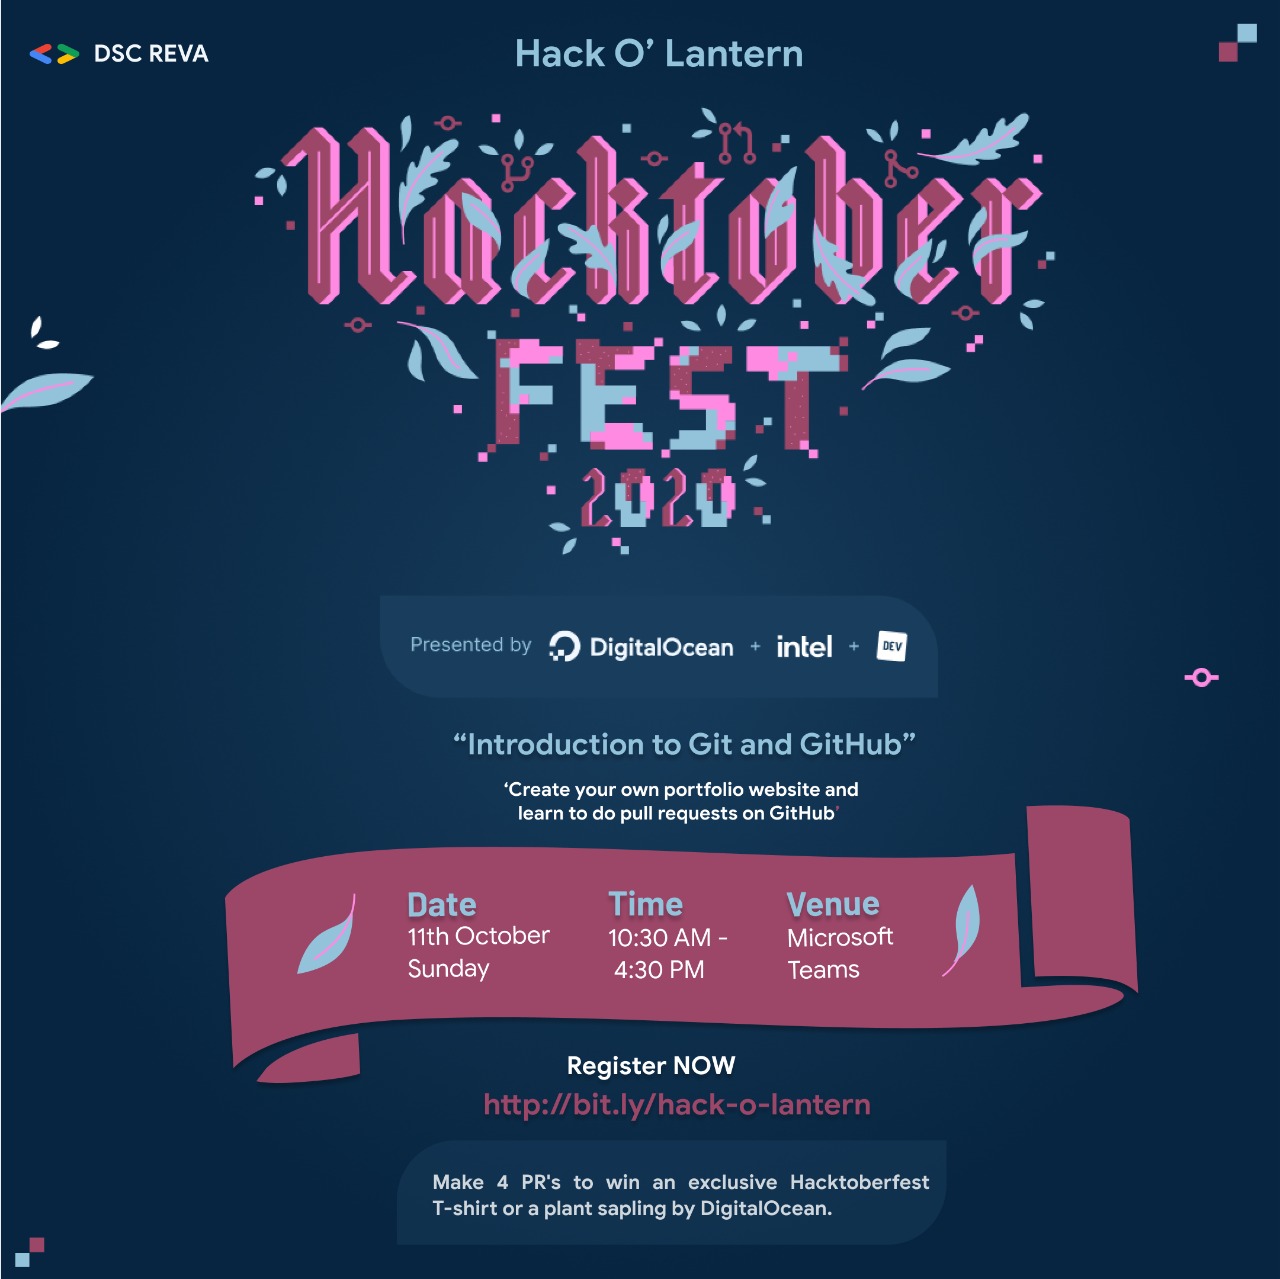 DSC REVA
Hack O’ Lantern
Hacktober
FEST
2020
Presented by DigitalOcean + intel + DEV
“Introduction to Git and GitHub”
‘Create your own portfolio website and
learn to do pull requests on GitHub’
Date Time Venue
11th October 10:30 AM - Microsoft
Sunday 4:30 PM Teams
Register NOW
http://bit.ly/hack-o-lantern
Make 4 PR's to win an exclusive Hacktoberfest
T-shirt or a plant sapling by DigitalOcean.